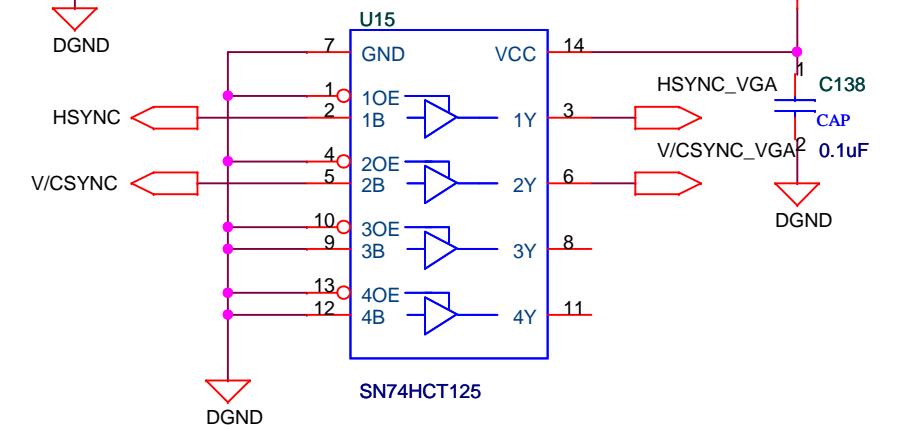 DGND
U15
7 GND VCC 14
1 1OE
HSYNC 2 1B 1Y 3 HSYNC_VGA
1 C138
CAP
4 2OE V/CSYNC_VGA 2 0.1uF
V/CSYNC 5 2B 2Y 6
DGND
10 3OE
9 3B 3Y 8
13 4OE
12 4B 4Y 11
SN74HCT125
DGND